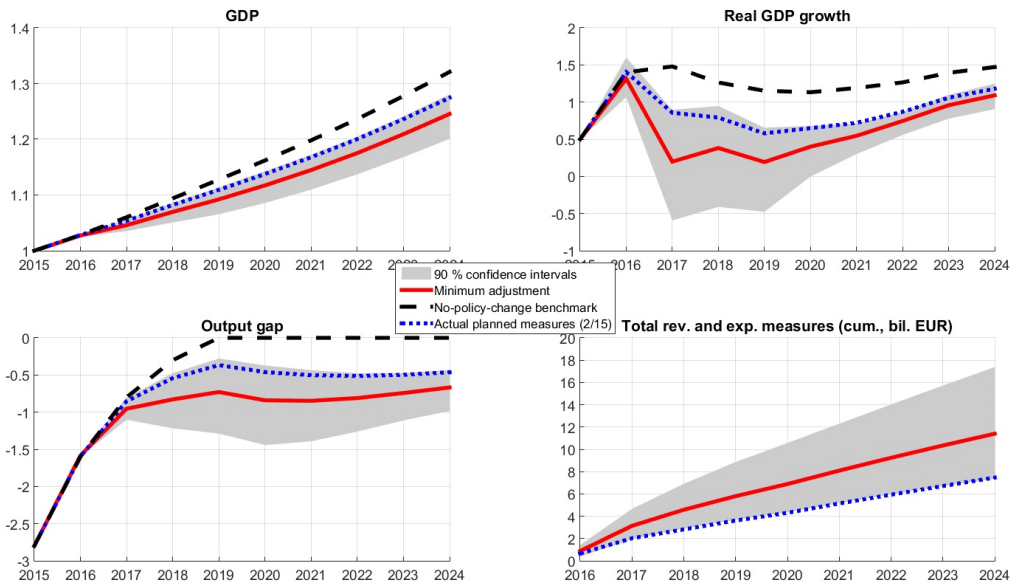 GDP
1.4
1.3
1.2
1.1
1
2015 2016 2017 2018 2019 2020 2021 2022 2023 2024
Real GDP growth
2
1.5
1
0.5
0
-0.5
-1
2015 2016 2017 2018 2019 2020 2021 2022 2023 2024
90 % confidence intervals
Minimum adjustment
No-policy-change benchmark
Actual planned measures (2/15)
Output gap
0
-0.5
-1
-1.5
-2
-2.5
-3
2015 2016 2017 2018 2019 2020 2021 2022 2023 2024
Total rev. and exp. measures (cum., bil. EUR)
20
18
16
14
12
10
8
6
4
2
0
2016 2017 2018 2019 2020 2021 2022 2023 2024